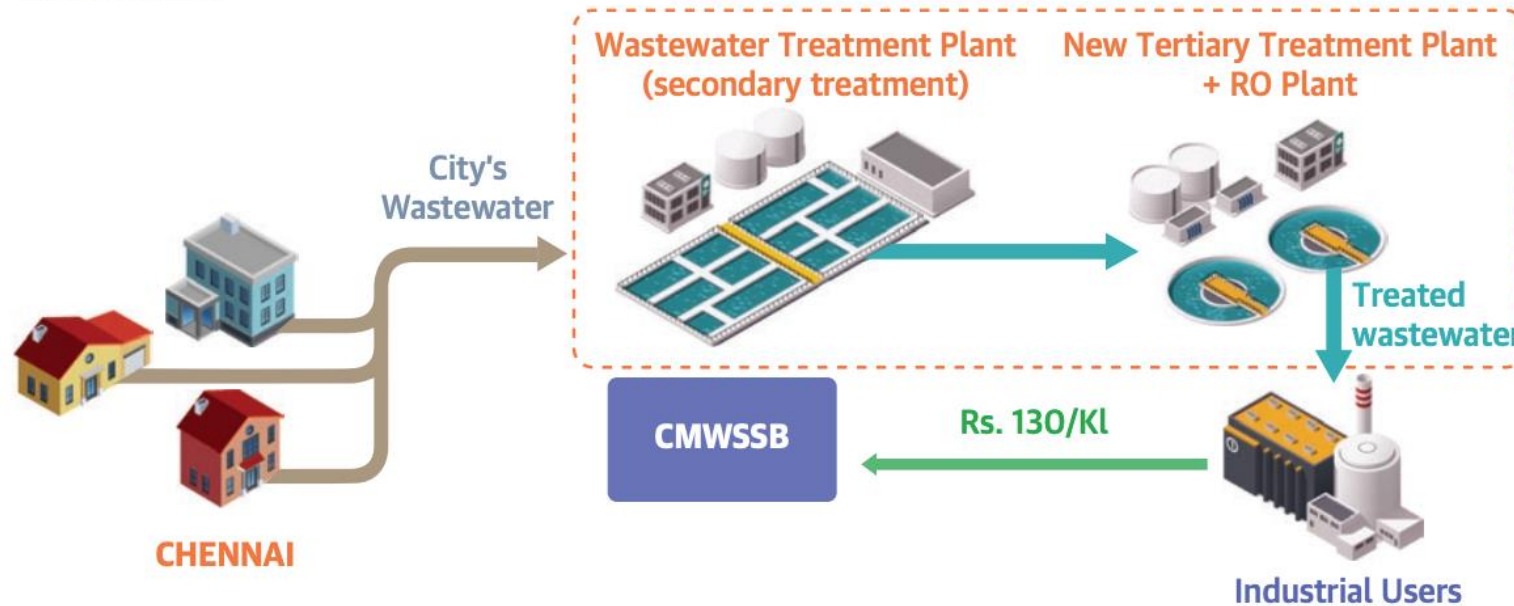 Wastewater Treatment Plant
(secondary treatment)
New Tertiary Treatment Plant
+ RO Plant
City's
Wastewater
Treated
wastewater
CMWSSB
Rs. 130/Kl
CHENNAI
Industrial Users